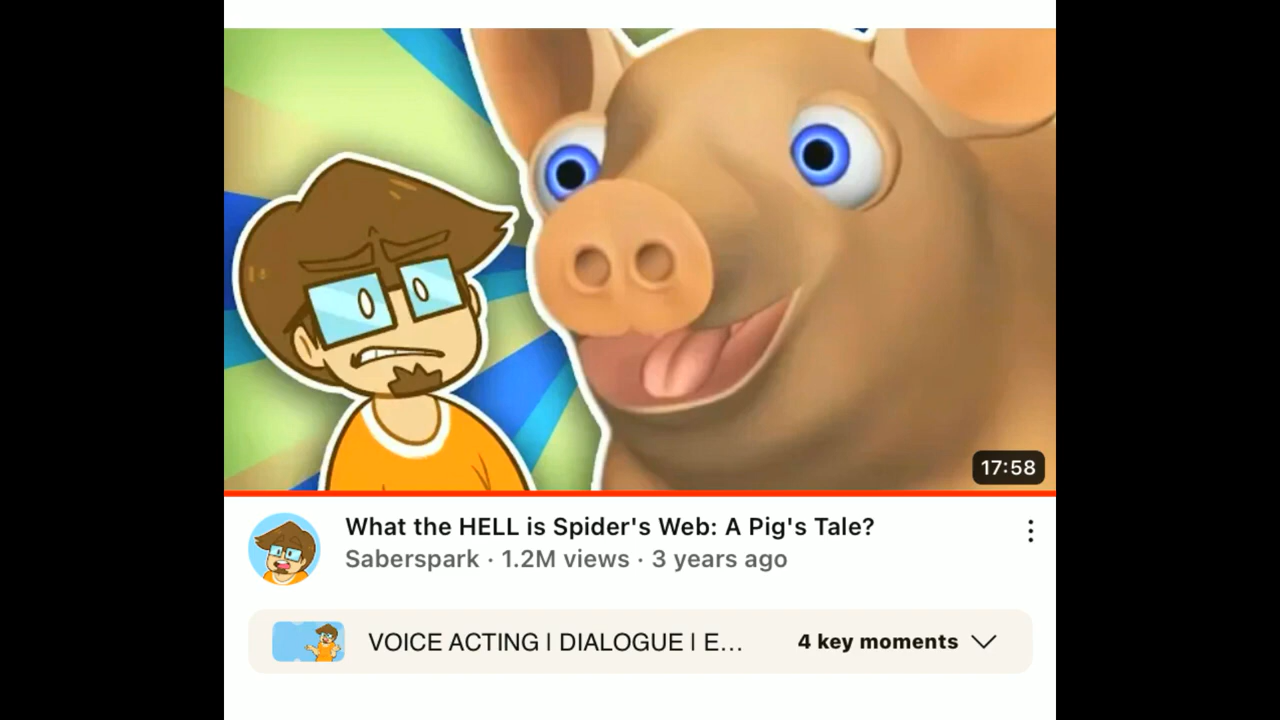 17:58
What the HELL is Spider's Web: A Pig's Tale?
Saberspark · 1.2M views · 3 years ago
VOICE ACTING | DIALOGUE | E... 4 key moments